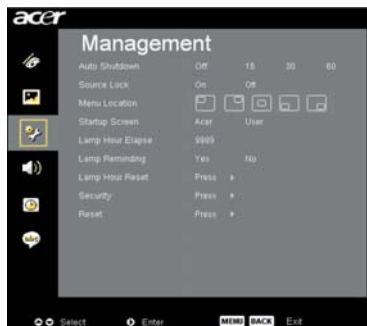 acer
Management
Auto Shutdown Off 15 30 60
Source Lock On Off
Menu Location
Startup Screen Acer User
Lamp Hour Elapse 9999
Lamp Reminding Yes No
Lamp Hour Reset Press
Security Press
Reset Press
Select Enter MENU BACK Exit